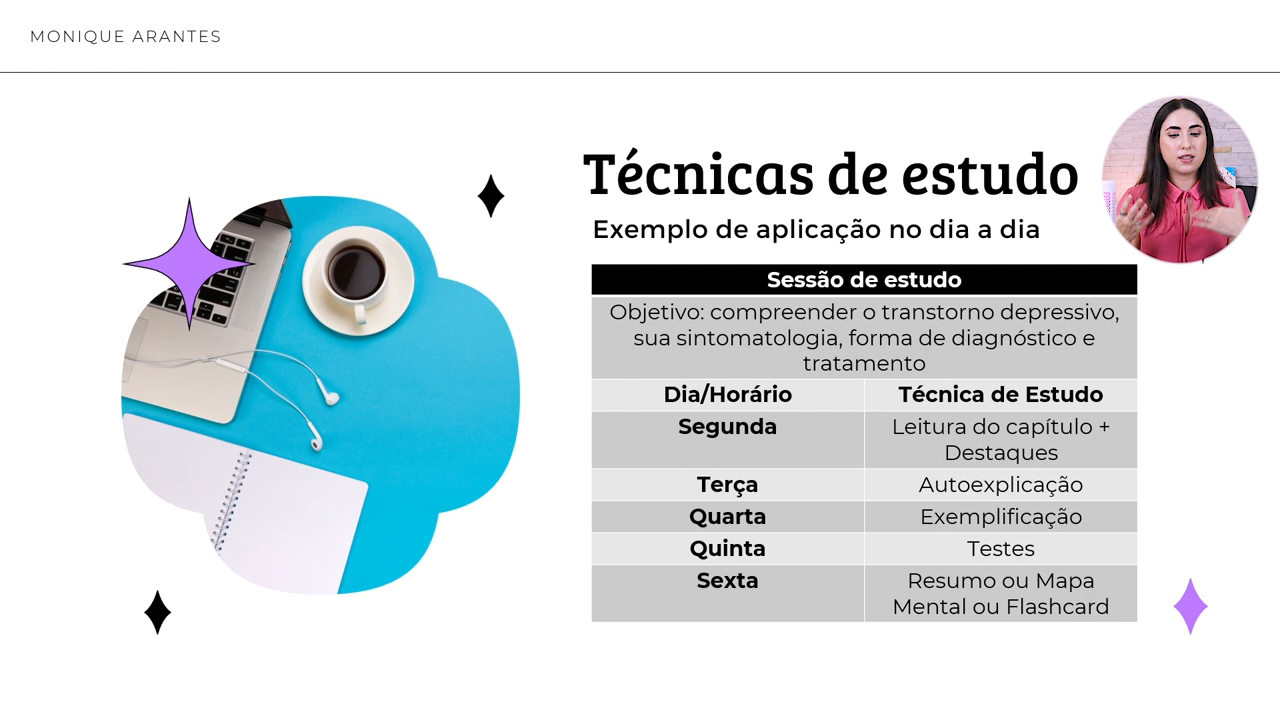 MONIQUE ARANTES
Técnicas de estudo
Exemplo de aplicação no dia a dia
Sessão de estudo
Objetivo: compreender o transtorno depressivo,
sua sintomatologia, forma de diagnóstico e
tratamento
Dia/Horário
Técnica de Estudo
Segunda
Leitura do capítulo +
Destaques
Terça
Autoexplicação
Quarta
Exemplificação
Quinta
Testes
Sexta
Resumo ou Mapa
Mental ou Flashcard